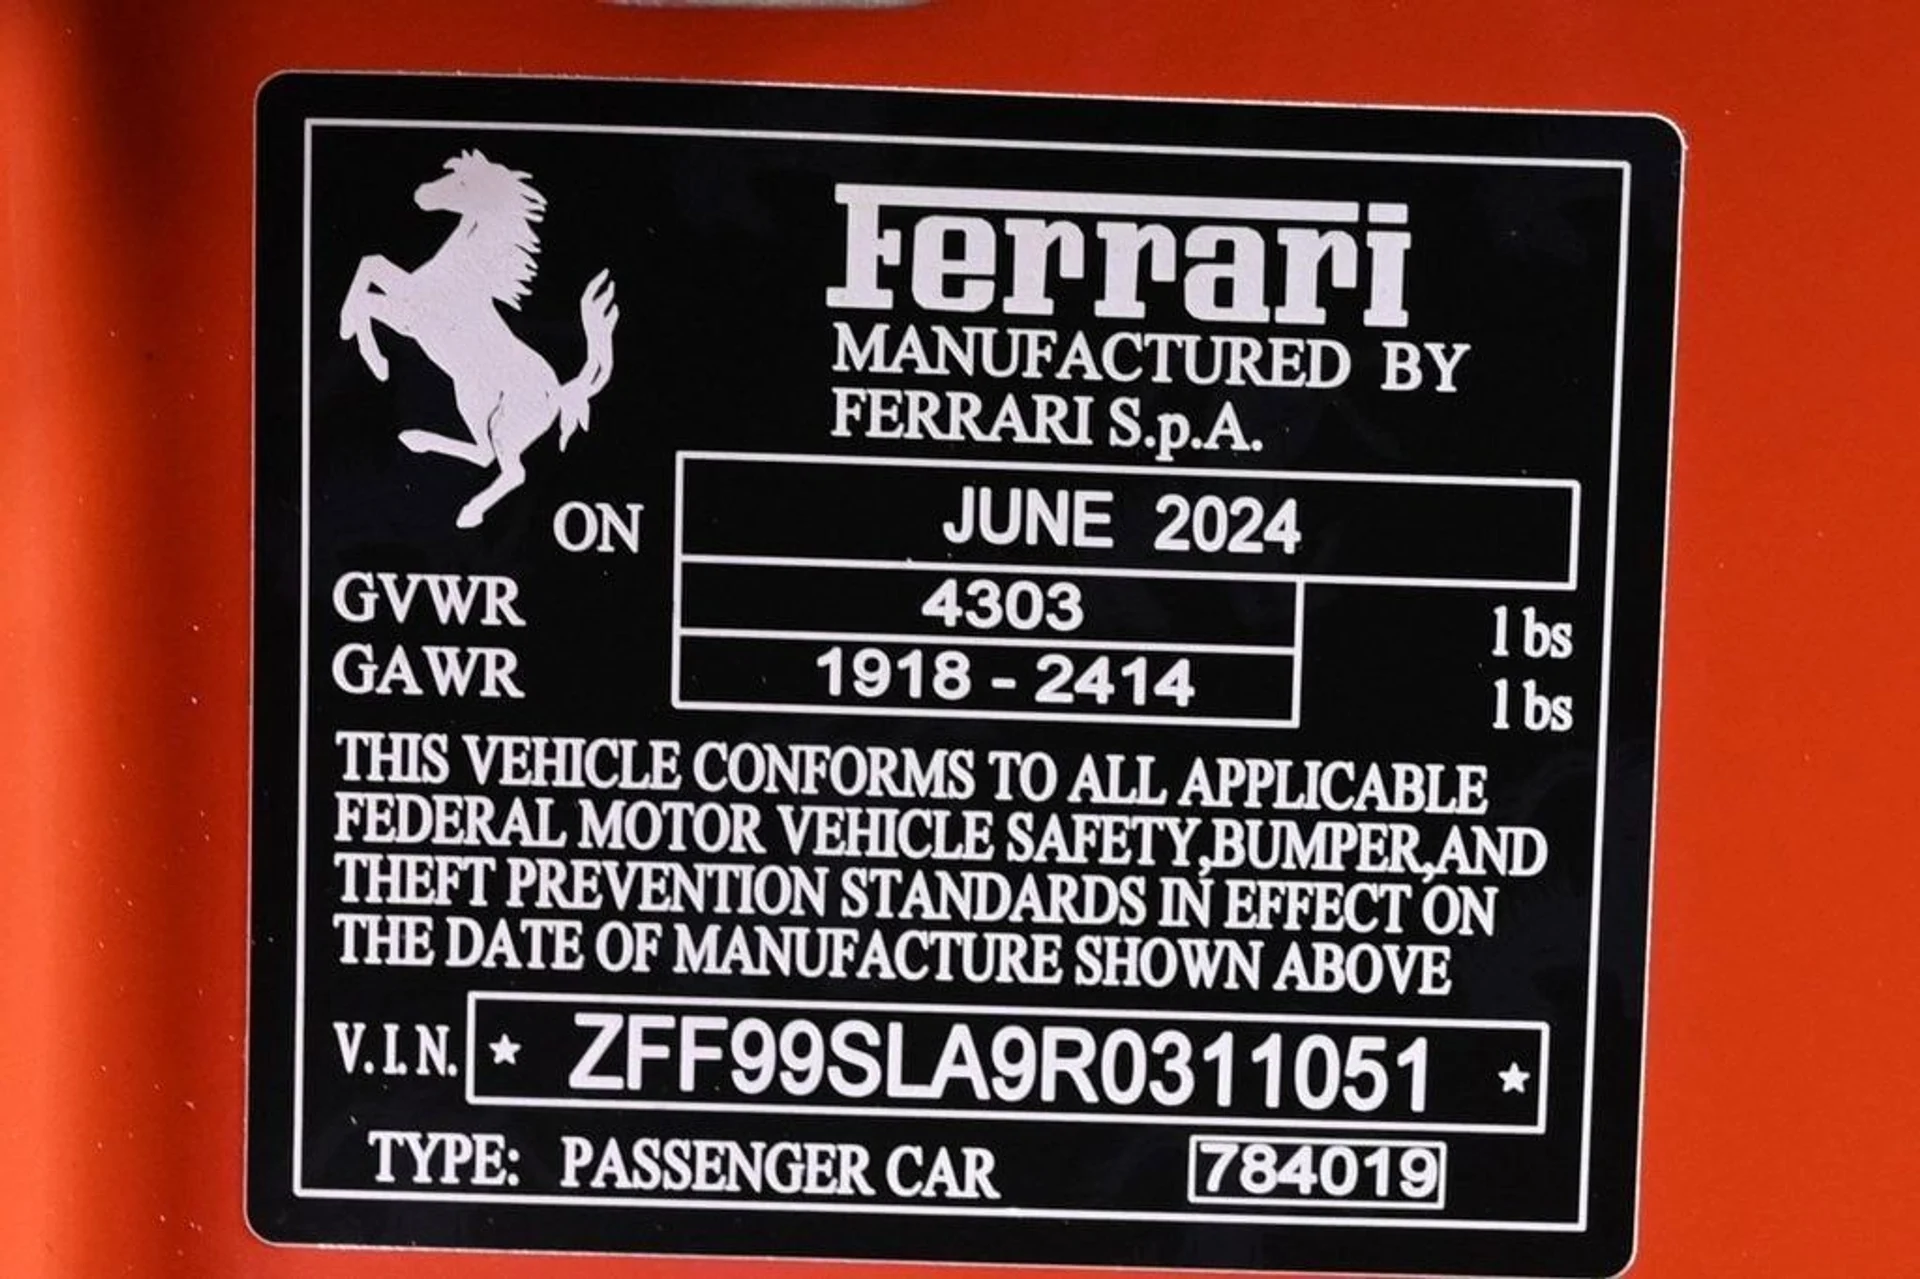 Ferrari
MANUFACTURED BY
FERRARI S.p.A.
ON JUNE 2024
GVWR 4303 lbs
GAWR 1918 - 2414 lbs
THIS VEHICLE CONFORMS TO ALL APPLICABLE
FEDERAL MOTOR VEHICLE SAFETY,BUMPER,AND
THEFT PREVENTION STANDARDS IN EFFECT ON
THE DATE OF MANUFACTURE SHOWN ABOVE
V.I.N. ★ ZFF99SLA9R0311051 ★
TYPE: PASSENGER CAR 784019